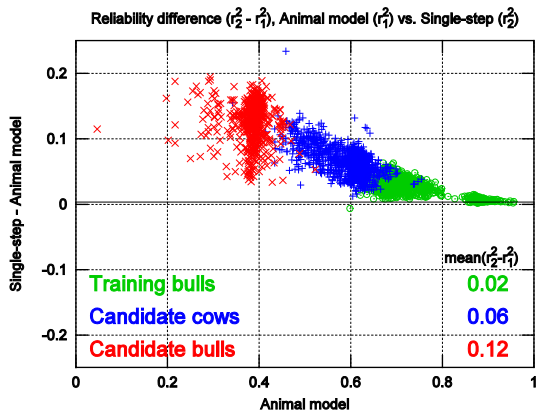 Reliability difference (r₂² - r₁²), Animal model (r₁²) vs. Single-step (r₂²)
Single-step - Animal model
0.2
0.1
0
-0.1
-0.2
mean(r₂²-r₁²)
Training bulls 0.02
Candidate cows 0.06
Candidate bulls 0.12
0 0.2 0.4 0.6 0.8 1
Animal model